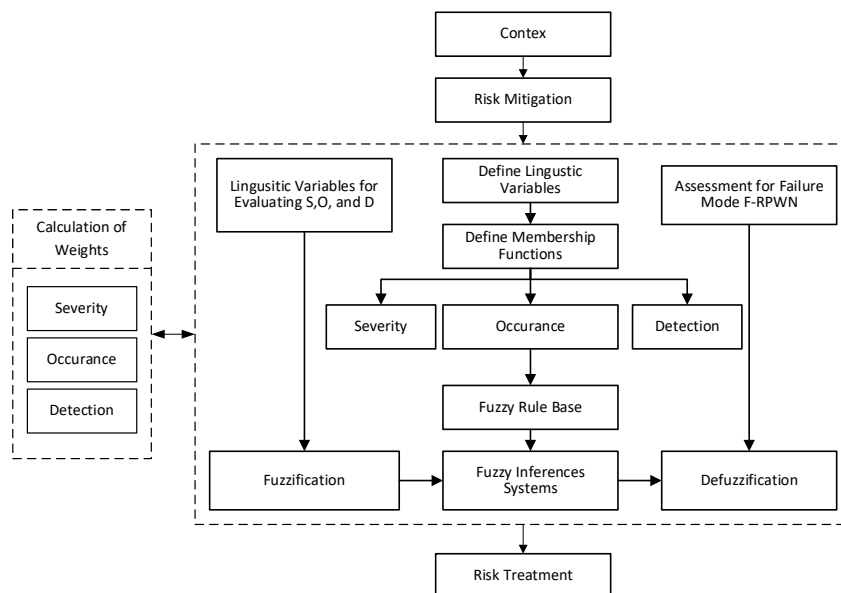 Contex
Risk Mitigation
Lingusitic Variables for
Evaluating S,O, and D
Define Lingustic
Variables
Assessment for Failure
Mode F-RPWN
Calculation of
Weights
Define Membership
Functions
Severity
Occurance
Detection
Severity
Occurance
Detection
Fuzzy Rule Base
Fuzzification
Fuzzy Inferences
Systems
Defuzzification
Risk Treatment